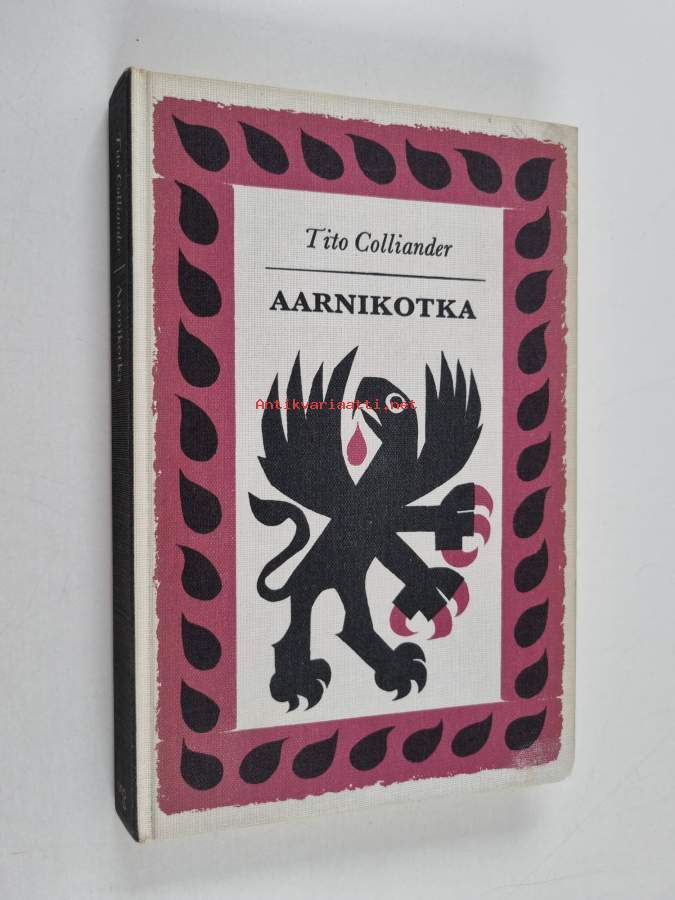 Tito Colliander
AARNIKOTKA
Antikvariaatti.net
Tito Colliander | Aarnikotka